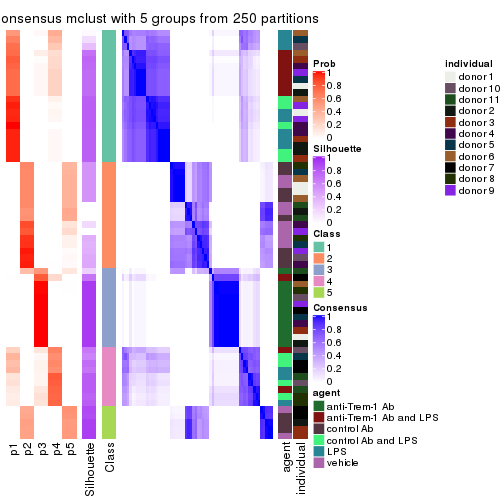 onsensus mclust with 5 groups from 250 partitions
Prob
1
0.8
0.6
0.4
0.2
0
Silhouette
1
0.8
0.6
0.4
0.2
0
Class
1
2
3
4
5
Consensus
1
0.8
0.6
0.4
0.2
0
agent
anti-Trem-1 Ab
anti-Trem-1 Ab and LPS
control Ab
control Ab and LPS
LPS
vehicle
individual
donor 1
donor 10
donor 11
donor 2
donor 3
donor 4
donor 5
donor 6
donor 7
donor 8
donor 9
p1
p2
p3
p4
p5
Silhouette
Class
agent
individual